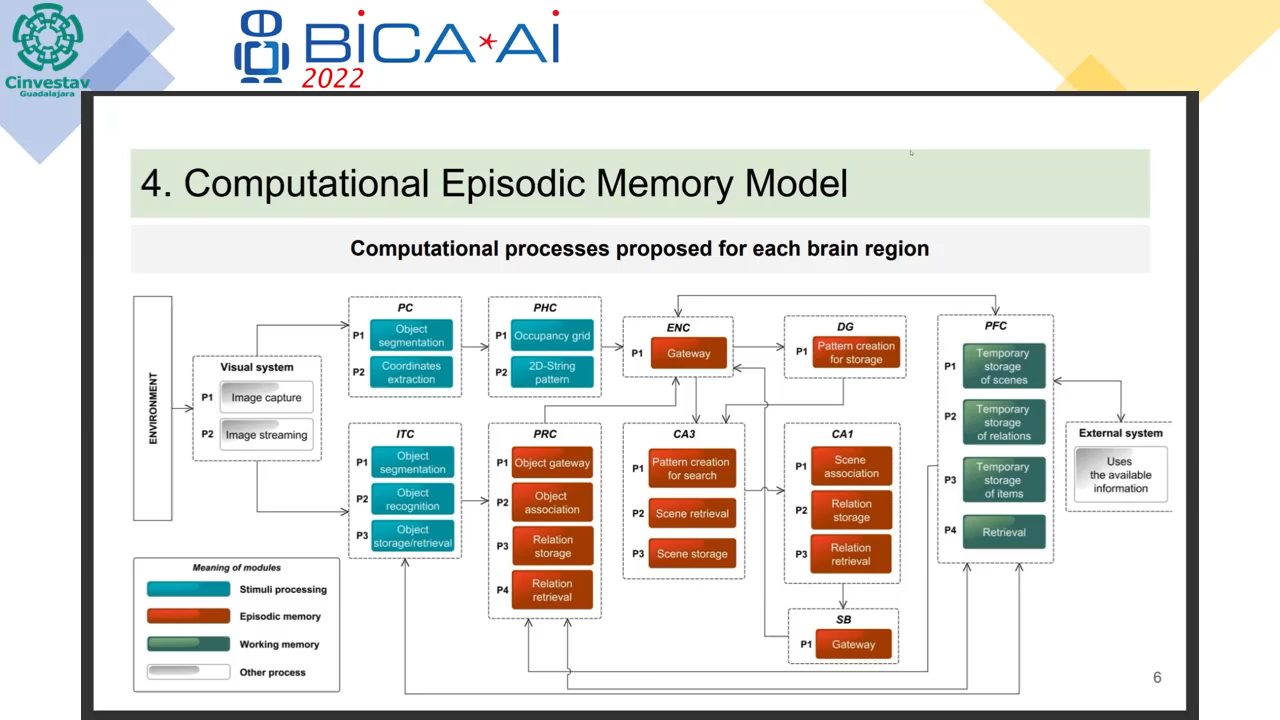 Cinvestav
Guadalajara
BiCA*Ai
2022
4. Computational Episodic Memory Model
Computational processes proposed for each brain region
ENVIRONMENT
Visual system
P1 Image capture
P2 Image streaming
PC
P1 Object
segmentation
P2 Coordinates
extraction
PHC
P1 Occupancy grid
P2 2D-String
pattern
ENC
P1 Gateway
DG
P1 Pattern creation
for storage
PFC
P1 Temporary
storage
of scenes
P2 Temporary
storage
of relations
P3 Temporary
storage
of items
P4 Retrieval
External system
Uses
the available
information
ITC
P1 Object
segmentation
P2 Object
recognition
P3 Object
storage/retrieval
PRC
P1 Object gateway
P2 Object
association
P3 Relation
storage
P4 Relation
retrieval
CA3
P1 Pattern creation
for search
P2 Scene retrieval
P3 Scene storage
CA1
P1 Scene
association
P2 Relation
storage
P3 Relation
retrieval
SB
P1 Gateway
Meaning of modules
Stimuli processing
Episodic memory
Working memory
Other process
6